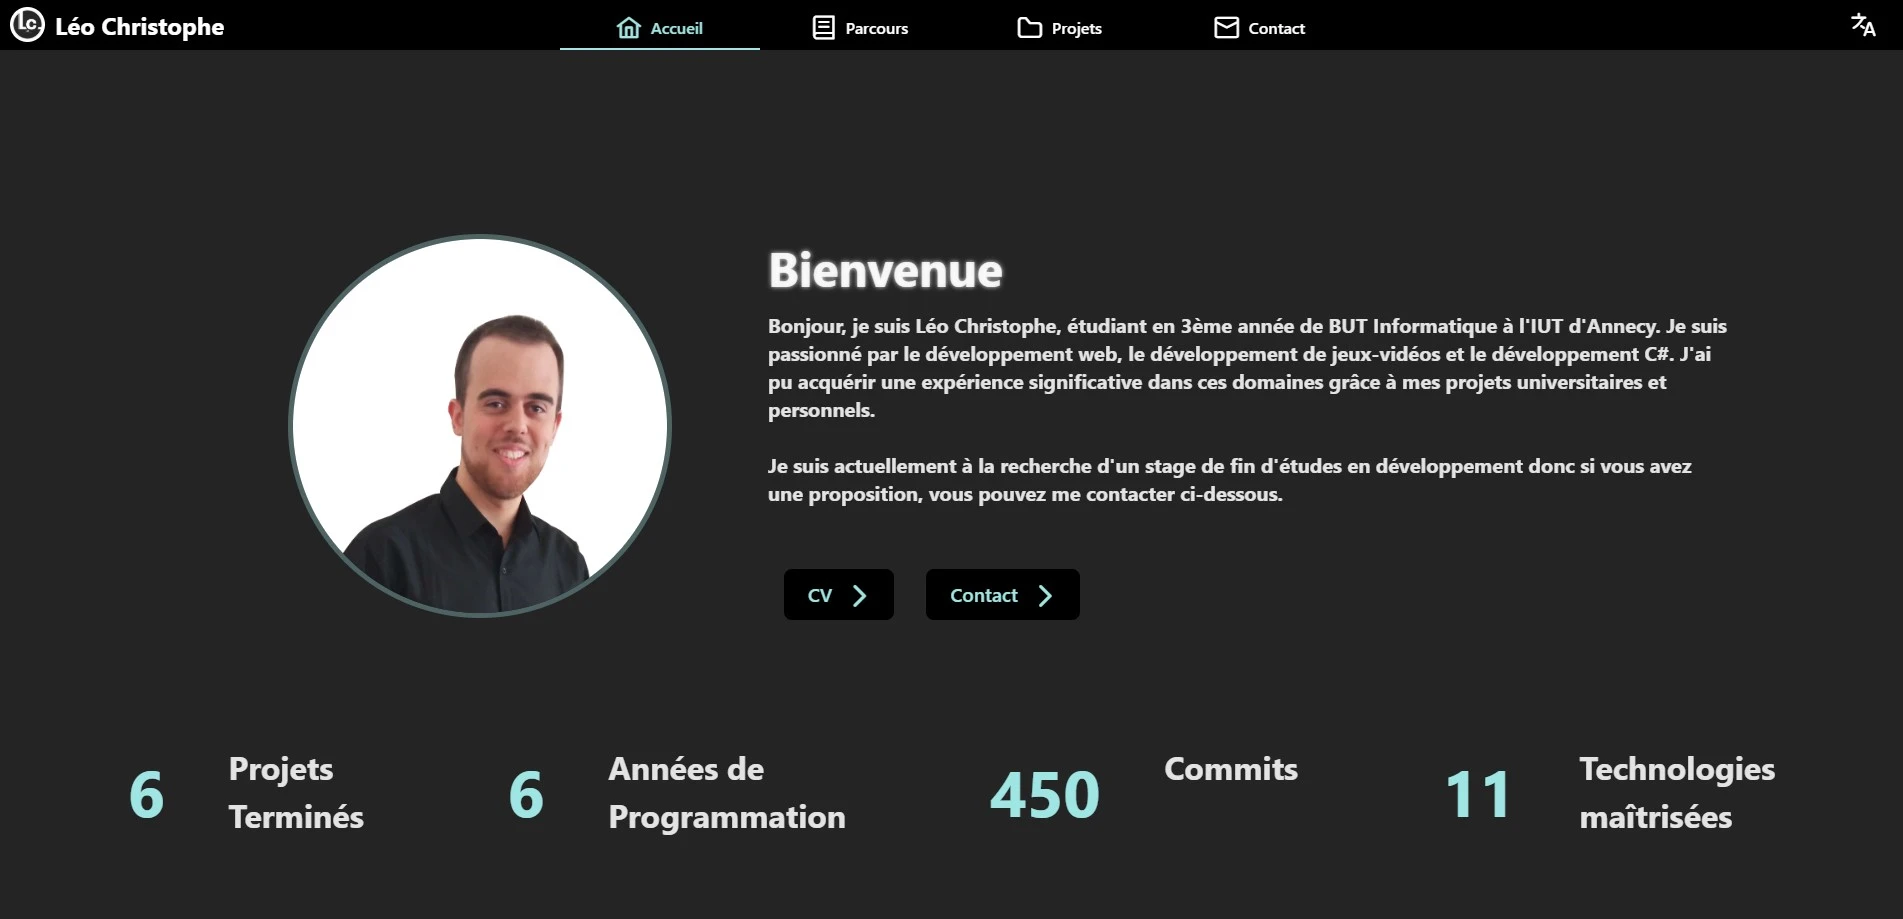 Lc.
Léo Christophe
Accueil
Parcours
Projets
Contact
Bienvenue
Bonjour, je suis Léo Christophe, étudiant en 3ème année de BUT Informatique à l'IUT d'Annecy. Je suis
passionné par le développement web, le développement de jeux-vidéos et le développement C#. J'ai
pu acquérir une expérience significative dans ces domaines grâce à mes projets universitaires et
personnels.
Je suis actuellement à la recherche d'un stage de fin d'études en développement donc si vous avez
une proposition, vous pouvez me contacter ci-dessous.
CV
Contact
6
Projets
Terminés
6
Années de
Programmation
450
Commits
11
Technologies
maîtrisées